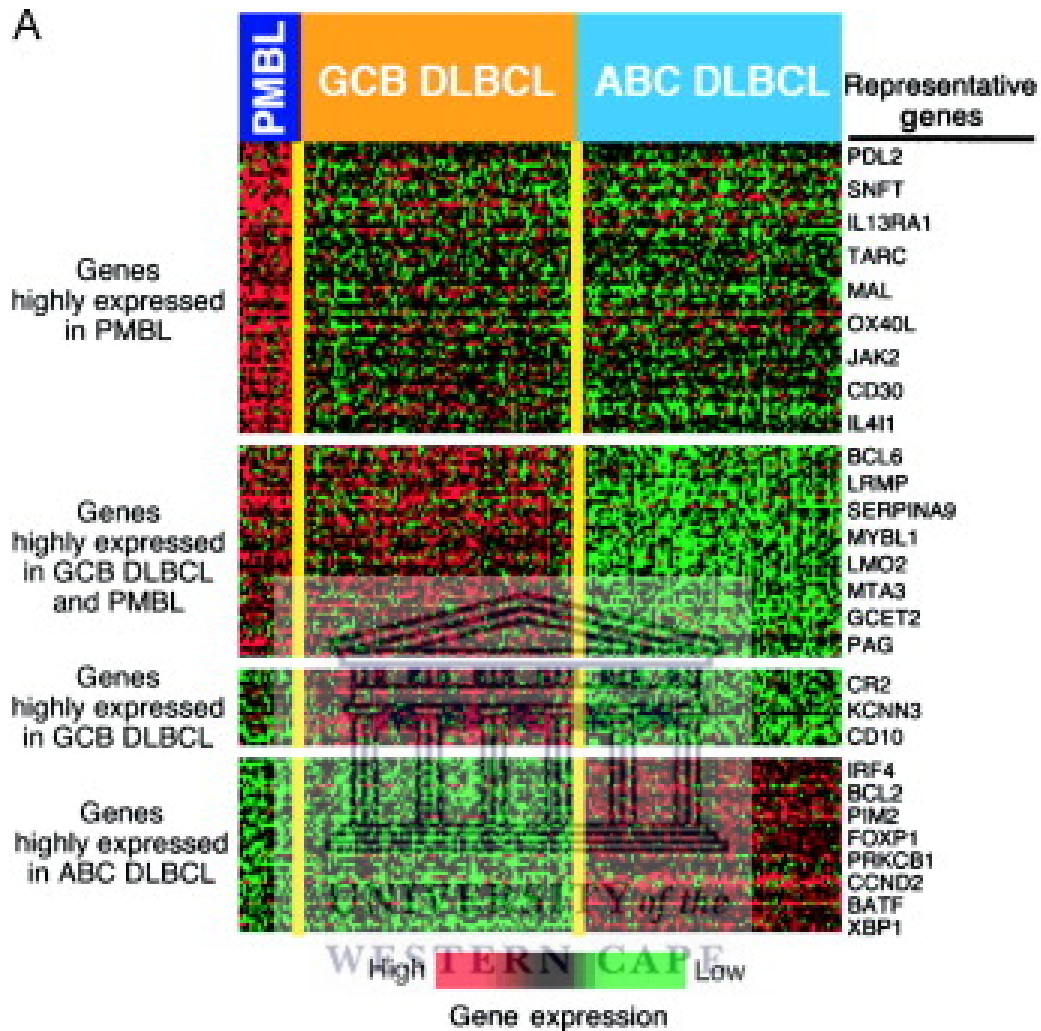 A
PMBL
GCB DLBCL
ABC DLBCL
Representative
genes
Genes
highly expressed
in PMBL
PDL2
SNFT
IL13RA1
TARC
MAL
OX40L
JAK2
CD30
IL4I1
Genes
highly expressed
in GCB DLBCL
and PMBL
BCL6
LRMP
SERPINA9
MYBL1
LMO2
MTA3
GCET2
PAG
Genes
highly expressed
in GCB DLBCL
CR2
KCNN3
CD10
Genes
highly expressed
in ABC DLBCL
IRF4
BCL2
PIM2
FOXP1
PRKCB1
CCND2
BATF
XBP1
UNIVERSITY of the
WESTERN CAPE
High
Low
Gene expression